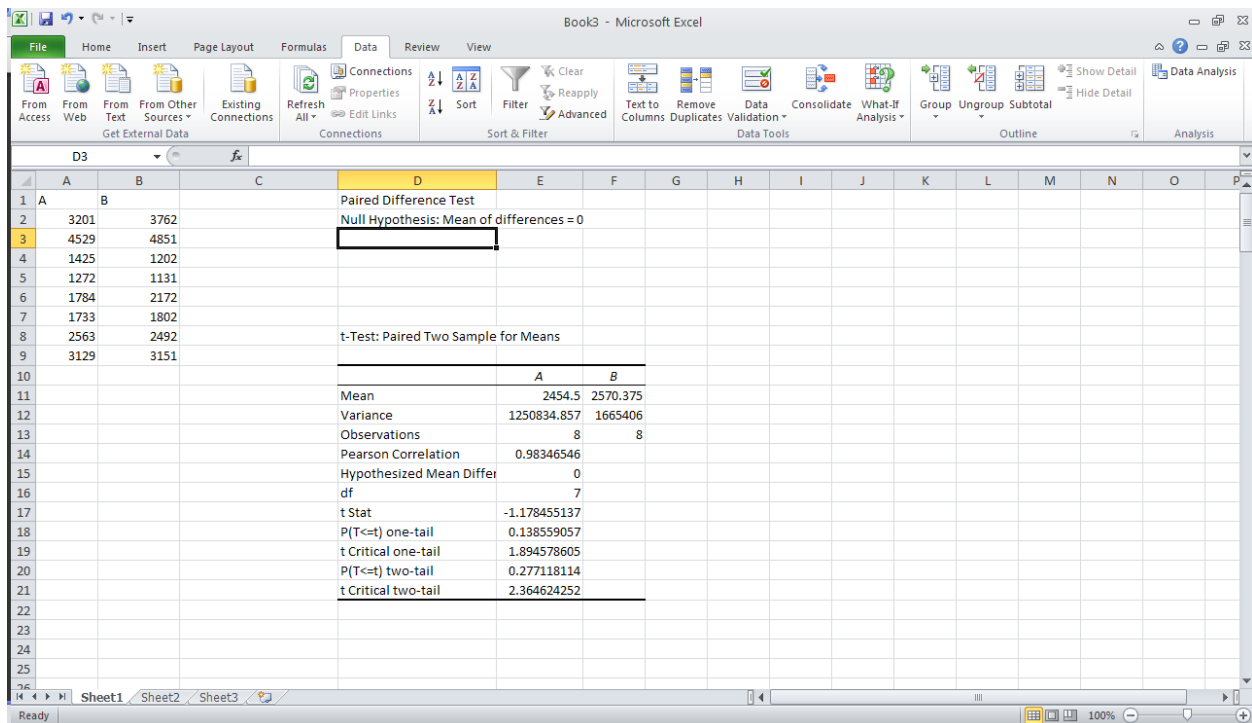 Book3 - Microsoft Excel
File Home Insert Page Layout Formulas Data Review View
From Access From Web From Text From Other Sources Existing Connections
Get External Data
Refresh All Connections Properties Edit Links
Connections
Sort Filter Clear Reapply Advanced
Sort & Filter
Text to Columns Remove Duplicates Data Validation Consolidate What-If Analysis
Data Tools
Group Ungroup Subtotal Show Detail Hide Detail
Outline
Data Analysis
Analysis
D3 fx
A B C D E F G H I J K L M N O P
1 A B Paired Difference Test
2 3201 3762 Null Hypothesis: Mean of differences = 0
3 4529 4851
4 1425 1202
5 1272 1131
6 1784 2172
7 1733 1802
8 2563 2492 t-Test: Paired Two Sample for Means
9 3129 3151
10 A B
11 Mean 2454.5 2570.375
12 Variance 1250834.857 1665406
13 Observations 8 8
14 Pearson Correlation 0.98346546
15 Hypothesized Mean Differ 0
16 df 7
17 t Stat -1.178455137
18 P(T<=t) one-tail 0.138559057
19 t Critical one-tail 1.894578605
20 P(T<=t) two-tail 0.277118114
21 t Critical two-tail 2.364624252
22
23
24
25
26
Sheet1 Sheet2 Sheet3
Ready 100%